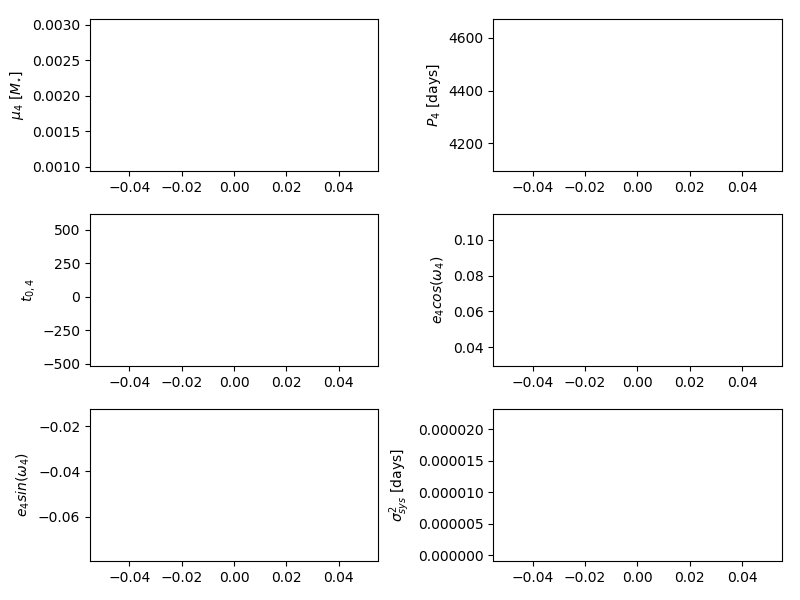 0.0030
0.0025
0.0020
0.0015
0.0010
μ₄ [M⋆]
−0.04 −0.02 0.00 0.02 0.04
4600
4400
4200
P₄ [days]
−0.04 −0.02 0.00 0.02 0.04
500
250
0
−250
−500
t₀,₄
−0.04 −0.02 0.00 0.02 0.04
0.10
0.08
0.06
0.04
e₄cos(ω₄)
−0.04 −0.02 0.00 0.02 0.04
−0.02
−0.04
−0.06
e₄sin(ω₄)
−0.04 −0.02 0.00 0.02 0.04
0.000020
0.000015
0.000010
0.000005
0.000000
σ²sys [days]
−0.04 −0.02 0.00 0.02 0.04